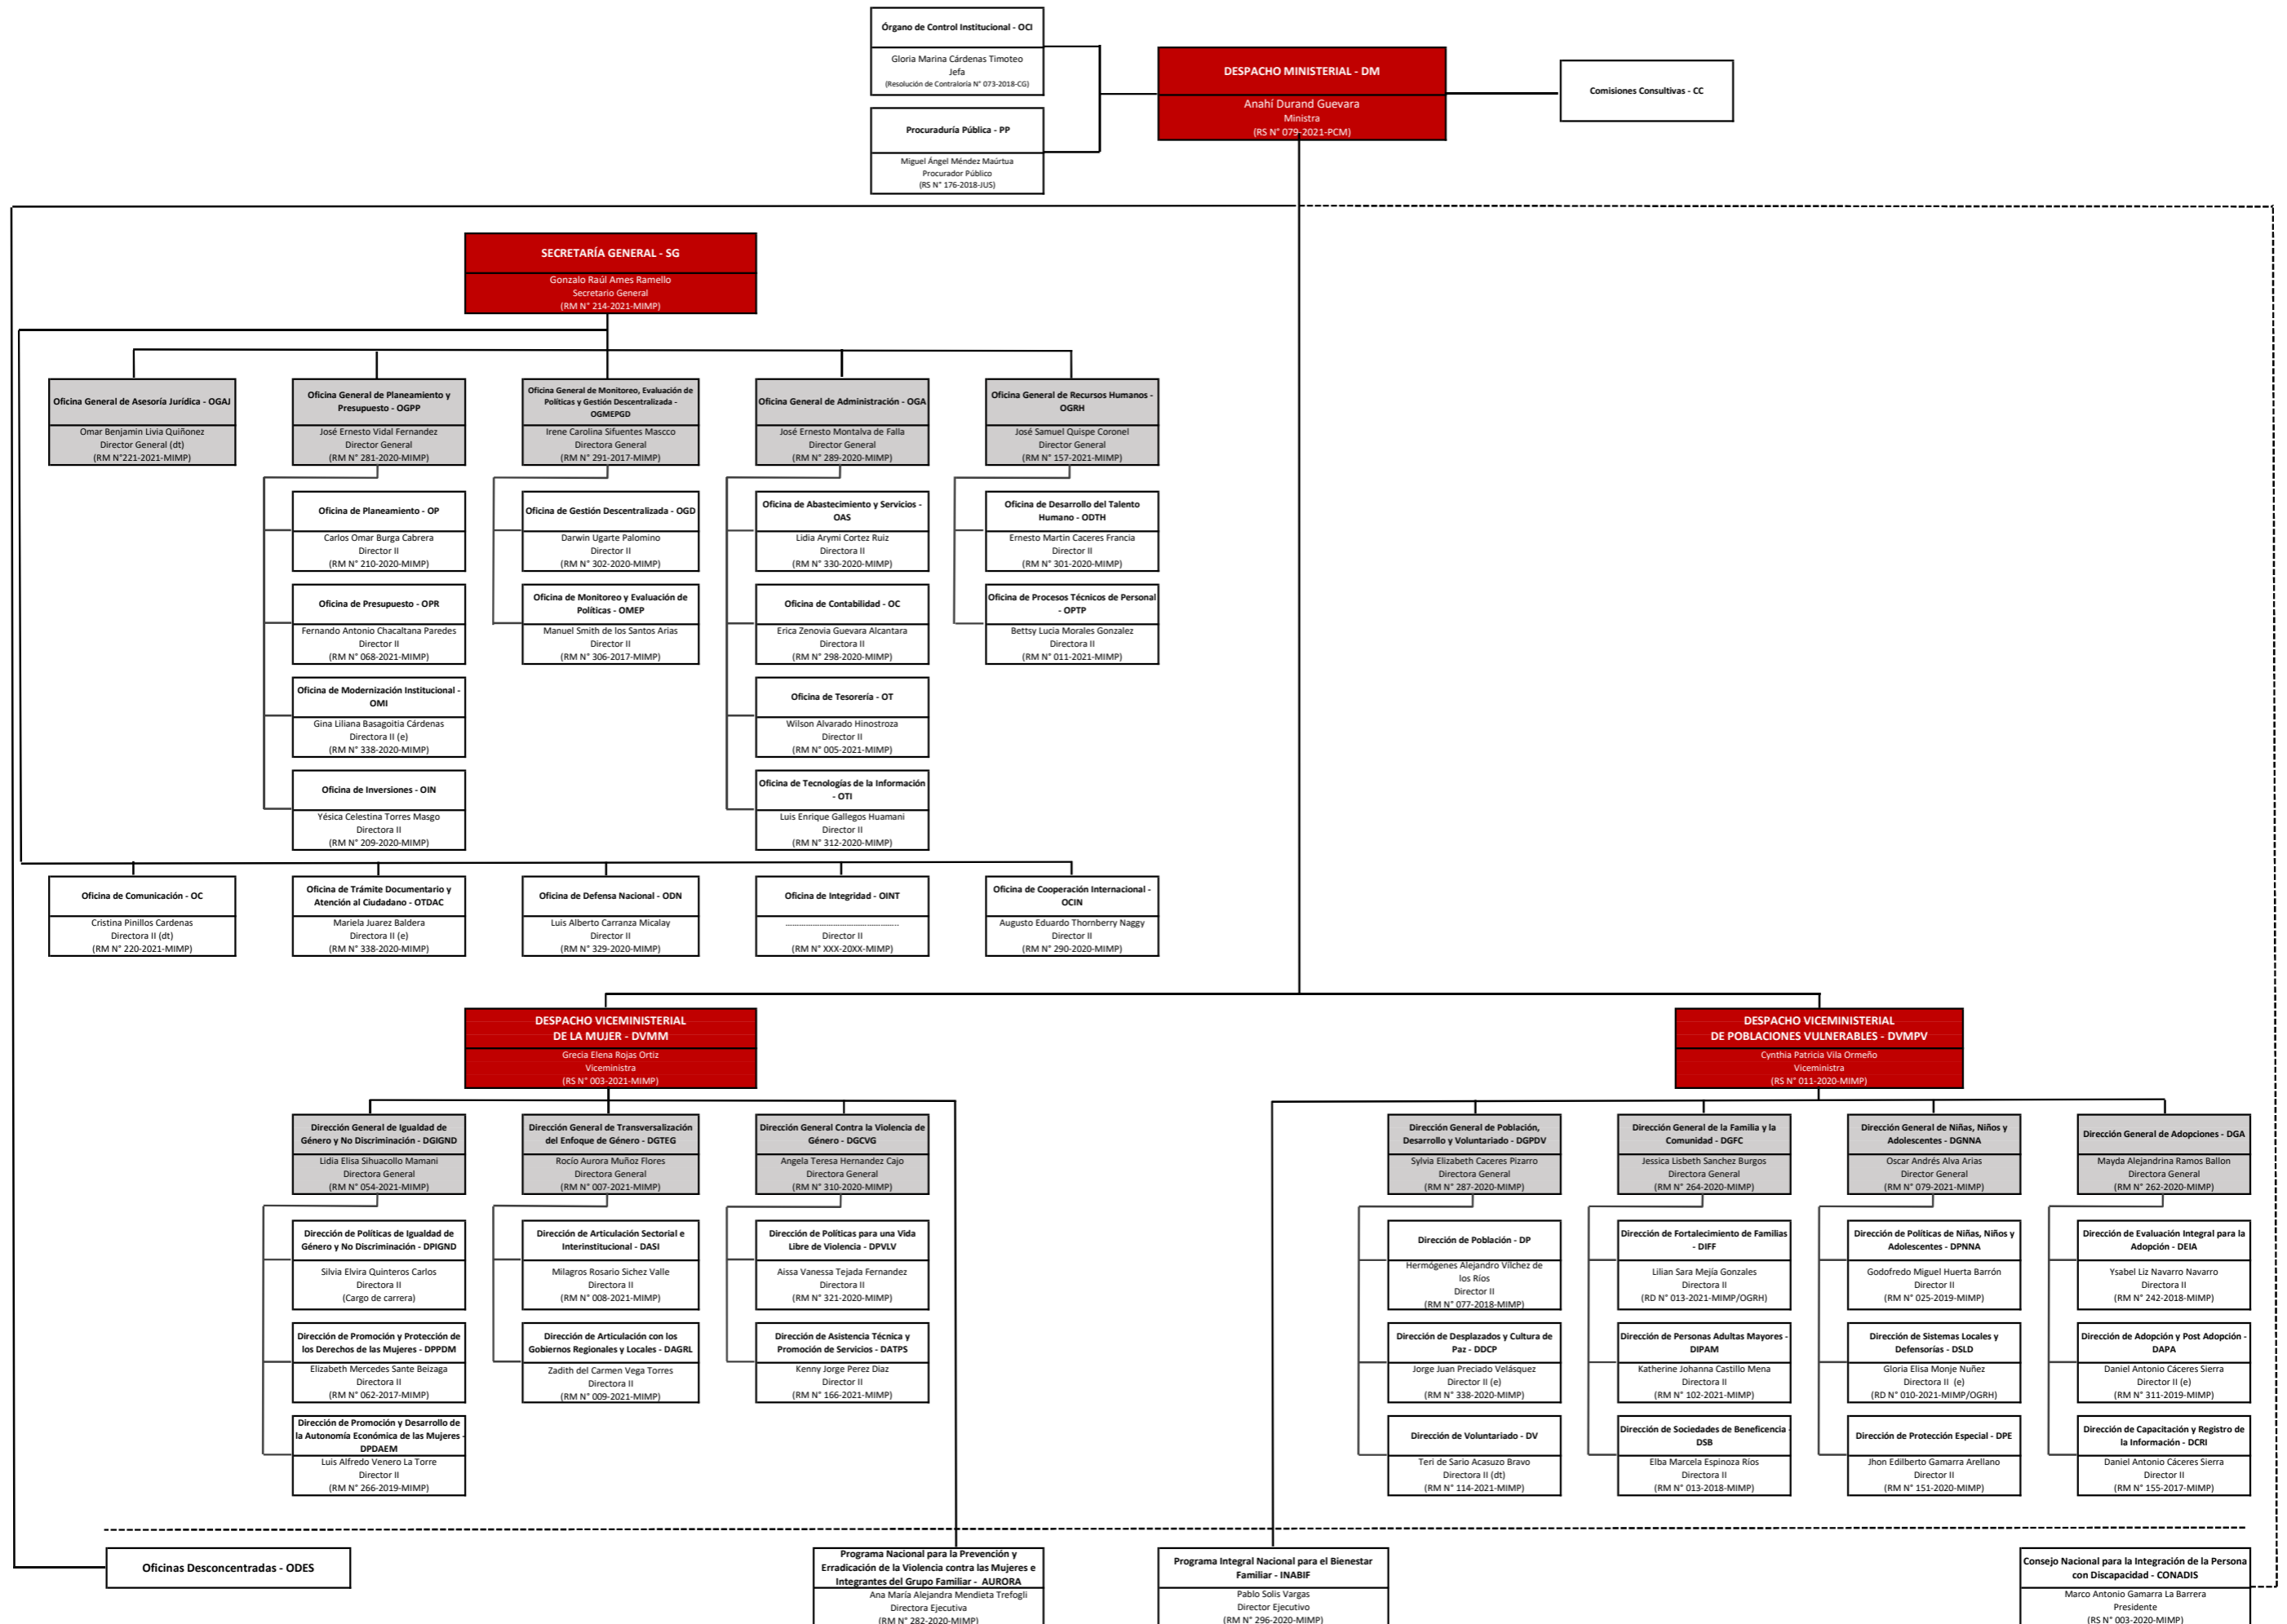 Órgano de Control Institucional - OCI
Gloria Marina Cárdenas Timoteo
Jefa
(Resolución de Contraloría N° 073-2018-CG)
Procuraduría Pública - PP
Miguel Ángel Méndez Maúrtua
Procurador Público
(RS N° 176-2018-JUS)
DESPACHO MINISTERIAL - DM
Anahí Durand Guevara
Ministra
(RS N° 079-2021-PCM)
Comisiones Consultivas - CC
SECRETARÍA GENERAL - SG
Gonzalo Raúl Ames Ramello
Secretario General
(RM N° 214-2021-MIMP)
Oficina General de Asesoría Jurídica - OGAJ
Omar Benjamin Livia Quiñonez
Director General (dt)
(RM N°221-2021-MIMP)
Oficina General de Planeamiento y
Presupuesto - OGPP
José Ernesto Vidal Fernandez
Director General
(RM N° 281-2020-MIMP)
Oficina General de Monitoreo, Evaluación de
Políticas y Gestión Descentralizada -
OGMEPGD
Irene Carolina Sifuentes Mascco
Directora General
(RM N° 291-2017-MIMP)
Oficina General de Administración - OGA
José Ernesto Montalva de Falla
Director General
(RM N° 289-2020-MIMP)
Oficina General de Recursos Humanos -
OGRH
José Samuel Quispe Coronel
Director General
(RM N° 157-2021-MIMP)
Oficina de Planeamiento - OP
Carlos Omar Burga Cabrera
Director II
(RM N° 210-2020-MIMP)
Oficina de Gestión Descentralizada - OGD
Darwin Ugarte Palomino
Director II
(RM N° 302-2020-MIMP)
Oficina de Abastecimiento y Servicios -
OAS
Lidia Arymi Cortez Ruiz
Directora II
(RM N° 330-2020-MIMP)
Oficina de Desarrollo del Talento
Humano - ODTH
Ernesto Martin Caceres Francia
Director II
(RM N° 301-2020-MIMP)
Oficina de Presupuesto - OPR
Fernando Antonio Chacaltana Paredes
Director II
(RM N° 068-2021-MIMP)
Oficina de Monitoreo y Evaluación de
Políticas - OMEP
Manuel Smith de los Santos Arias
Director II
(RM N° 306-2017-MIMP)
Oficina de Contabilidad - OC
Erica Zenovia Guevara Alcantara
Directora II
(RM N° 298-2020-MIMP)
Oficina de Procesos Técnicos de Personal
- OPTP
Bettsy Lucia Morales Gonzalez
Directora II
(RM N° 011-2021-MIMP)
Oficina de Modernización Institucional -
OMI
Gina Liliana Basagoitia Cárdenas
Directora II (e)
(RM N° 338-2020-MIMP)
Oficina de Tesorería - OT
Wilson Alvarado Hinostroza
Director II
(RM N° 005-2021-MIMP)
Oficina de Inversiones - OIN
Yésica Celestina Torres Masgo
Directora II
(RM N° 209-2020-MIMP)
Oficina de Tecnologías de la Información
- OTI
Luis Enrique Gallegos Huamani
Director II
(RM N° 312-2020-MIMP)
Oficina de Comunicación - OC
Cristina Pinillos Cardenas
Directora II (dt)
(RM N° 220-2021-MIMP)
Oficina de Trámite Documentario y
Atención al Ciudadano - OTDAC
Mariela Juarez Baldera
Directora II (e)
(RM N° 338-2020-MIMP)
Oficina de Defensa Nacional - ODN
Luis Alberto Carranza Micalay
Director II
(RM N° 329-2020-MIMP)
Oficina de Integridad - OINT
..................................................
Director II
(RM N° XXX-20XX-MIMP)
Oficina de Cooperación Internacional -
OCIN
Augusto Eduardo Thornberry Naggy
Director II
(RM N° 290-2020-MIMP)
DESPACHO VICEMINISTERIAL
DE LA MUJER - DVMM
Grecia Elena Rojas Ortiz
Viceministra
(RS N° 003-2021-MIMP)
DESPACHO VICEMINISTERIAL
DE POBLACIONES VULNERABLES - DVMPV
Cynthia Patricia Vila Ormeño
Viceministra
(RS N° 011-2020-MIMP)
Dirección General de Igualdad de
Género y No Discriminación - DGIGND
Lidia Elisa Sihuacollo Mamani
Directora General
(RM N° 054-2021-MIMP)
Dirección General de Transversalización
del Enfoque de Género - DGTEG
Rocío Aurora Muñoz Flores
Directora General
(RM N° 007-2021-MIMP)
Dirección General Contra la Violencia de
Género - DGCVG
Angela Teresa Hernandez Cajo
Directora General
(RM N° 310-2020-MIMP)
Dirección General de Población,
Desarrollo y Voluntariado - DGPDV
Sylvia Elizabeth Caceres Pizarro
Directora General
(RM N° 287-2020-MIMP)
Dirección General de la Familia y la
Comunidad - DGFC
Jessica Lisbeth Sanchez Burgos
Directora General
(RM N° 264-2020-MIMP)
Dirección General de Niñas, Niños y
Adolescentes - DGNNA
Oscar Andrés Alva Arias
Director General
(RM N° 079-2021-MIMP)
Dirección General de Adopciones - DGA
Mayda Alejandrina Ramos Ballon
Directora General
(RM N° 262-2020-MIMP)
Dirección de Políticas de Igualdad de
Género y No Discriminación - DPIGND
Silvia Elvira Quinteros Carlos
Directora II
(Cargo de carrera)
Dirección de Articulación Sectorial e
Interinstitucional - DASI
Milagros Rosario Sichez Valle
Directora II
(RM N° 008-2021-MIMP)
Dirección de Políticas para una Vida
Libre de Violencia - DPVLV
Aissa Vanessa Tejada Fernandez
Directora II
(RM N° 321-2020-MIMP)
Dirección de Población - DP
Hermógenes Alejandro Vilchez de
los Ríos
Director II
(RM N° 077-2018-MIMP)
Dirección de Fortalecimiento de Familias
- DIFF
Lilian Sara Mejía Gonzales
Directora II
(RD N° 013-2021-MIMP/OGRH)
Dirección de Políticas de Niñas, Niños y
Adolescentes - DPNNA
Godofredo Miguel Huerta Barrón
Director II
(RM N° 025-2019-MIMP)
Dirección de Evaluación Integral para la
Adopción - DEIA
Ysabel Liz Navarro Navarro
Directora II
(RM N° 242-2018-MIMP)
Dirección de Promoción y Protección de
los Derechos de las Mujeres - DPPDM
Elizabeth Mercedes Sante Beizaga
Directora II
(RM N° 062-2017-MIMP)
Dirección de Articulación con los
Gobiernos Regionales y Locales - DAGRL
Zadith del Carmen Vega Torres
Directora II
(RM N° 009-2021-MIMP)
Dirección de Asistencia Técnica y
Promoción de Servicios - DATPS
Kenny Jorge Perez Diaz
Director II
(RM N° 166-2021-MIMP)
Dirección de Desplazados y Cultura de
Paz - DDCP
Jorge Juan Preciado Velásquez
Director II (e)
(RM N° 338-2020-MIMP)
Dirección de Personas Adultas Mayores -
DIPAM
Katherine Johanna Castillo Mena
Directora II
(RM N° 102-2021-MIMP)
Dirección de Sistemas Locales y
Defensorías - DSLD
Gloria Elisa Monje Nuñez
Directora II (e)
(RD N° 010-2021-MIMP/OGRH)
Dirección de Adopción y Post Adopción -
DAPA
Daniel Antonio Cáceres Sierra
Director II (e)
(RM N° 311-2019-MIMP)
Dirección de Promoción y Desarrollo de
la Autonomía Económica de las Mujeres -
DPDAEM
Luis Alfredo Venero La Torre
Director II
(RM N° 266-2019-MIMP)
Dirección de Voluntariado - DV
Teri de Sario Acasuzo Bravo
Directora II (dt)
(RM N° 114-2021-MIMP)
Dirección de Sociedades de Beneficencia -
DSB
Elba Marcela Espinoza Ríos
Directora II
(RM N° 013-2018-MIMP)
Dirección de Protección Especial - DPE
Jhon Edilberto Gamarra Arellano
Director II
(RM N° 151-2020-MIMP)
Dirección de Capacitación y Registro de
la Información - DCRI
Daniel Antonio Cáceres Sierra
Director II
(RM N° 155-2017-MIMP)
Oficinas Desconcentradas - ODES
Programa Nacional para la Prevención y
Erradicación de la Violencia contra las Mujeres e
Integrantes del Grupo Familiar - AURORA
Ana María Alejandra Mendieta Trefogli
Directora Ejecutiva
(RM N° 282-2020-MIMP)
Programa Integral Nacional para el Bienestar
Familiar - INABIF
Pablo Solis Vargas
Director Ejecutivo
(RM N° 296-2020-MIMP)
Consejo Nacional para la Integración de la Persona
con Discapacidad - CONADIS
Marco Antonio Gamarra La Barrera
Presidente
(RS N° 003-2020-MIMP)